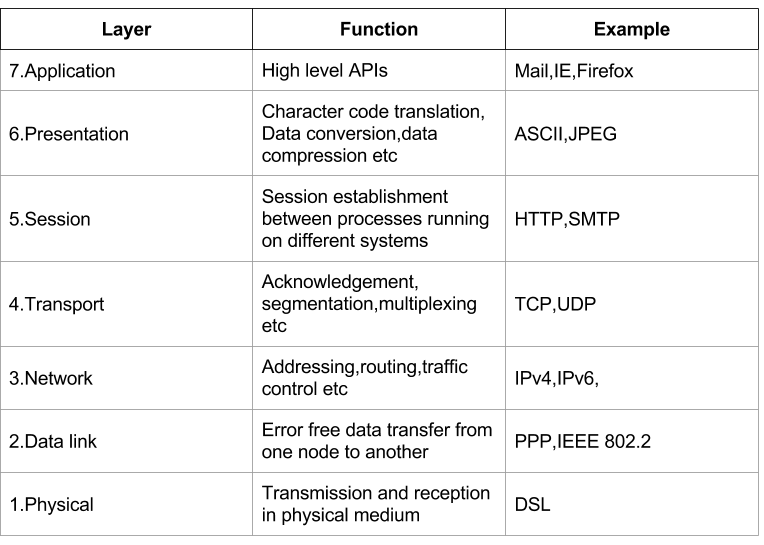 Layer Function Example
7.Application High level APIs Mail,IE,Firefox
6.Presentation
Character code translation,
Data conversion,data
compression etc
ASCII,JPEG
5.Session
Session establishment
between processes running
on different systems
HTTP,SMTP
4.Transport
Acknowledgement,
segmentation,multiplexing
etc
TCP,UDP
3.Network
Addressing,routing,traffic
control etc
IPv4,IPv6,
2.Data link
Error free data transfer from
one node to another
PPP,IEEE 802.2
1.Physical
Transmission and reception
in physical medium
DSL